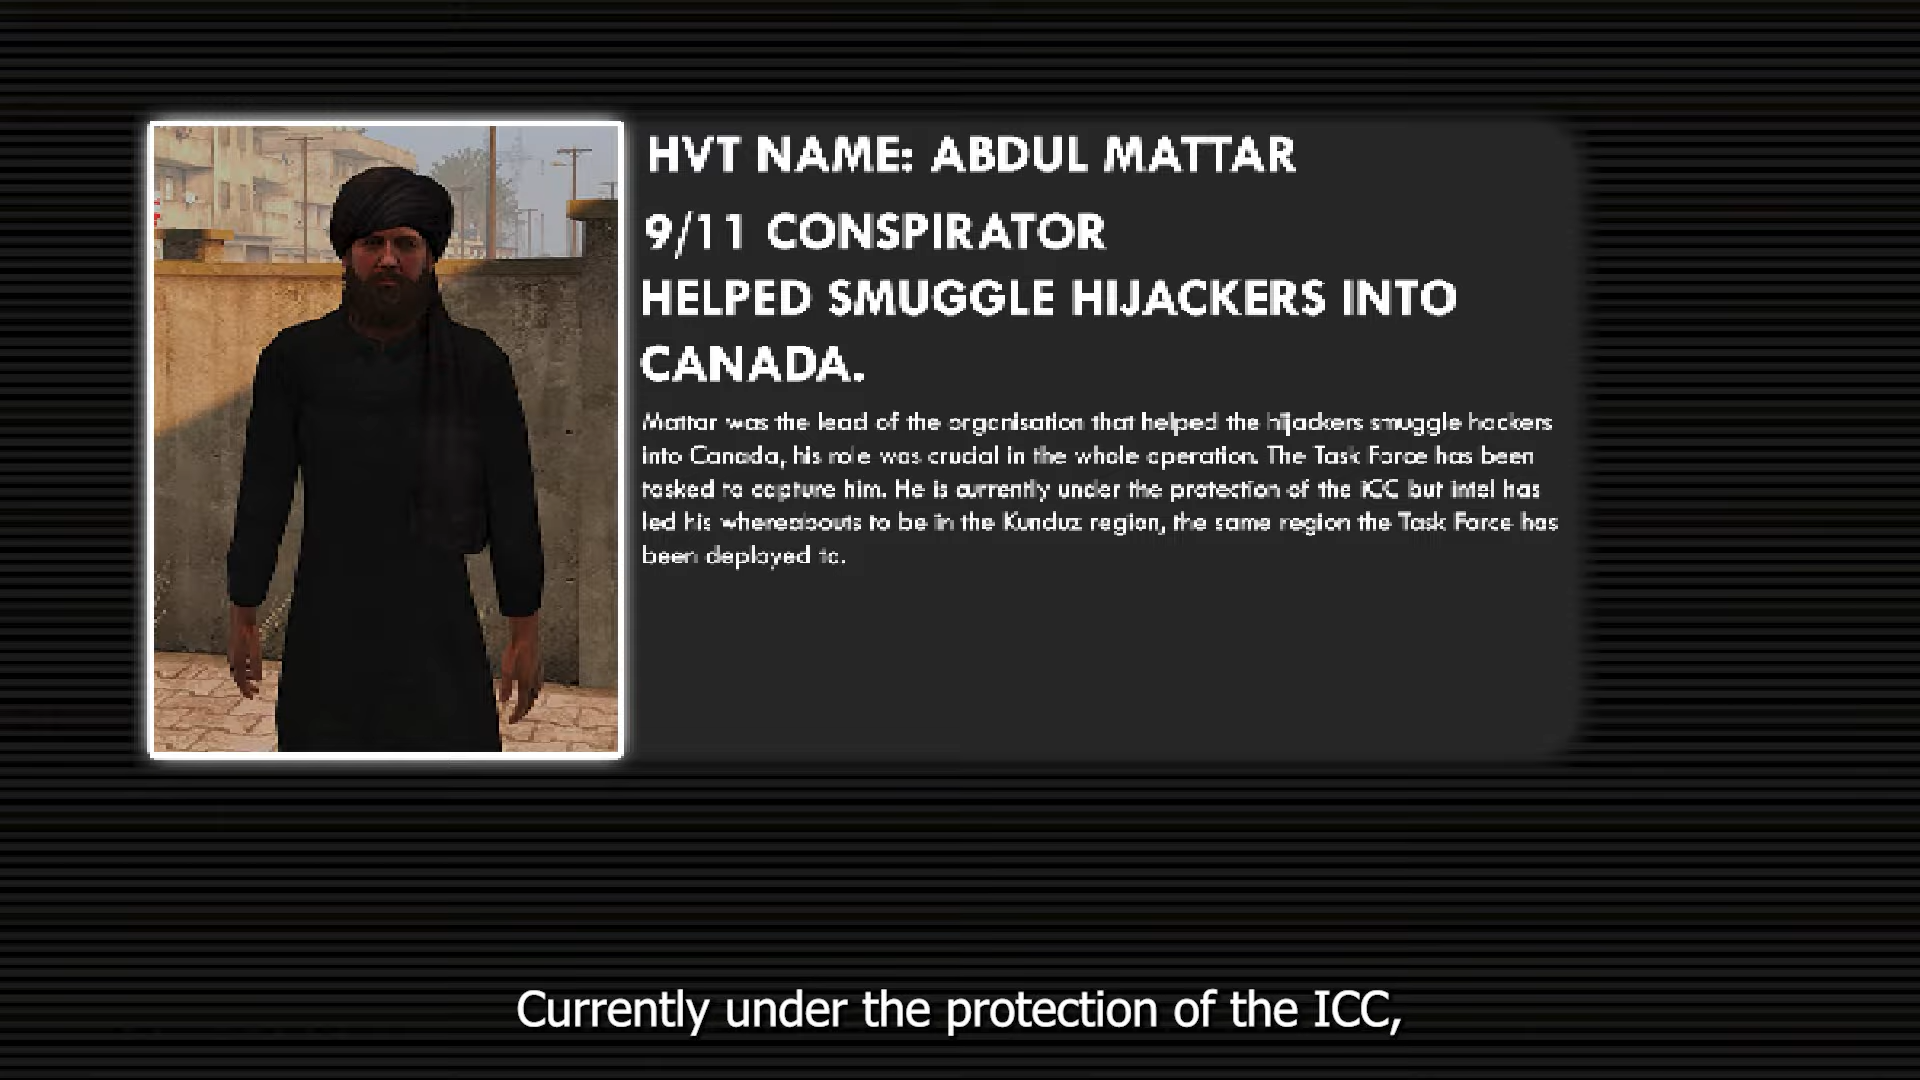 HVT NAME: ABDUL MATTAR
9/11 CONSPIRATOR
HELPED SMUGGLE HIJACKERS INTO
CANADA.
Mattar was the lead of the organisation that helped the hijackers smuggle hackers
into Canada, his role was crucial in the whole operation. The Task Force has been
tasked to capture him. He is currently under the protection of the ICC but intel has
led his whereabouts to be in the Kunduz region, the same region the Task Force has
been deployed to.
Currently under the protection of the ICC,